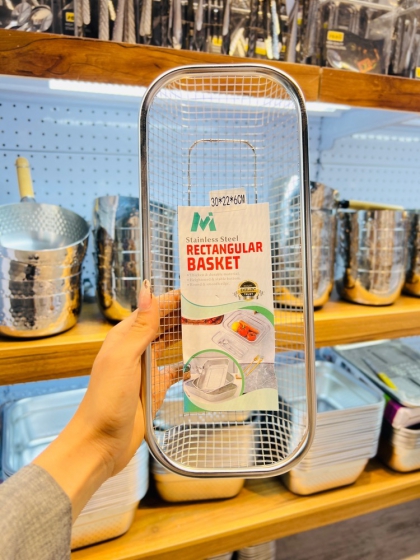 30*22*6CM
M
Stainless Steel
RECTANGULAR
BASKET